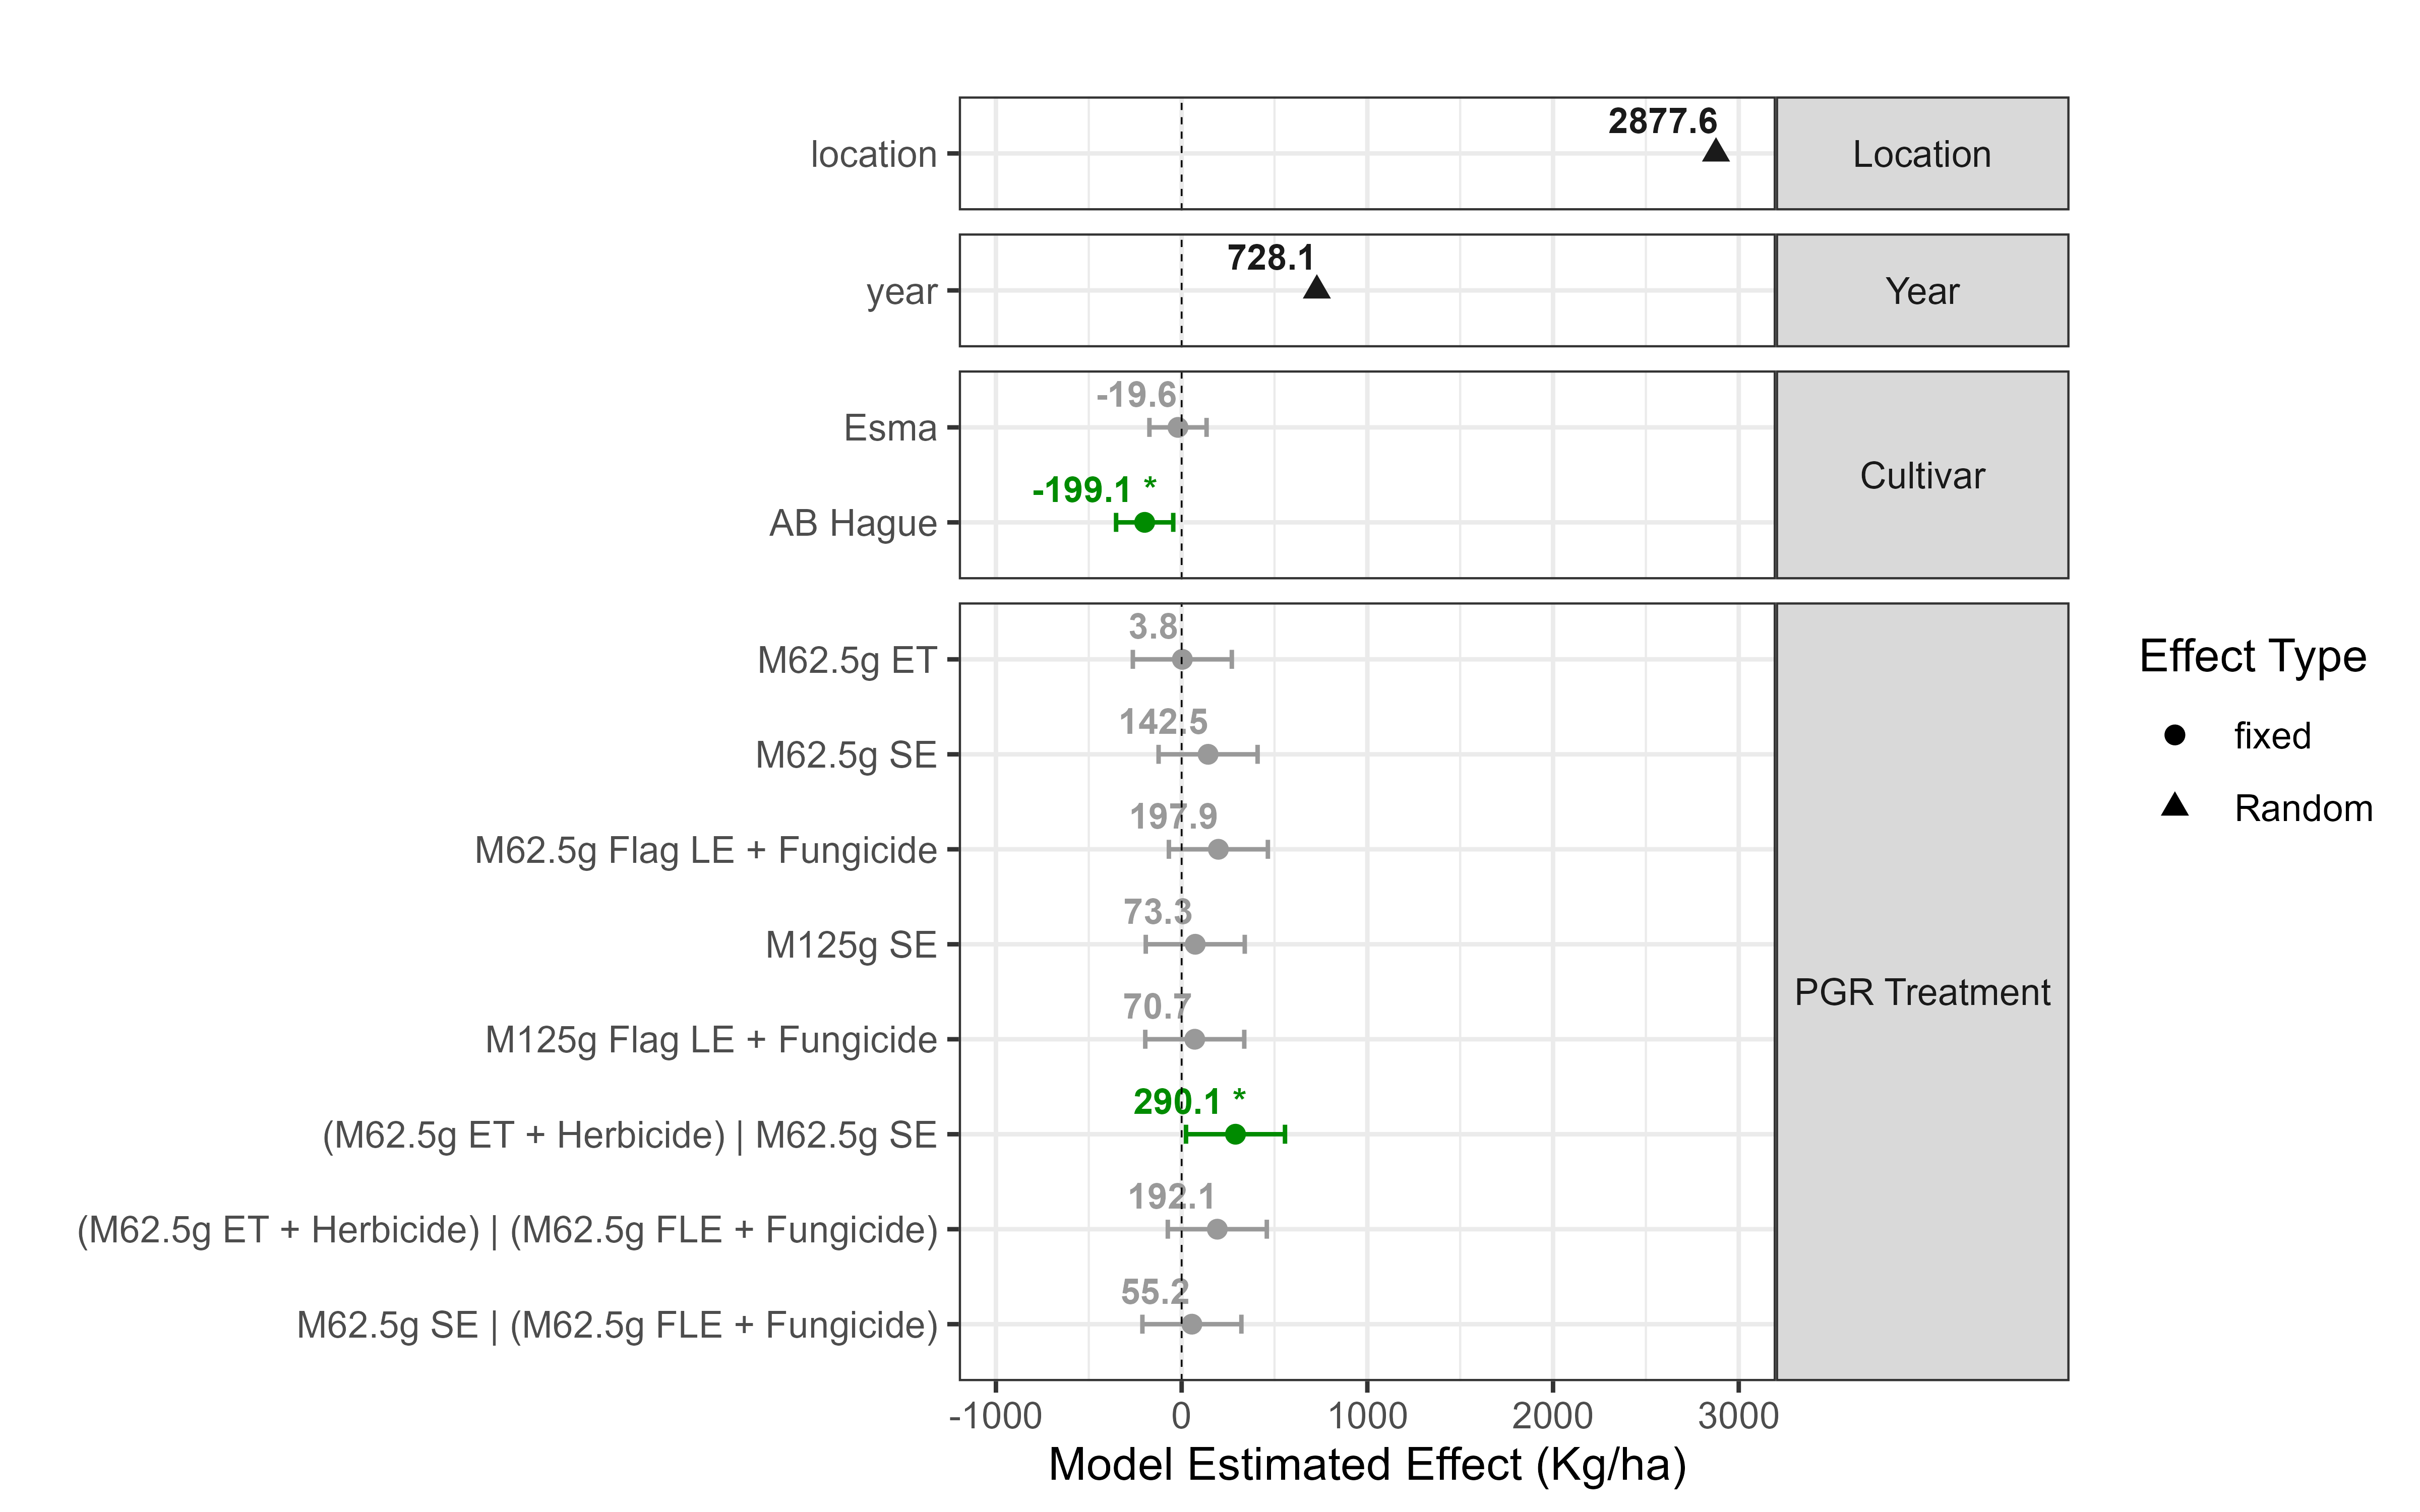 2877.6
location
Location
728.1
year
Year
-19.6
Esma
Cultivar
-199.1 *
AB Hague
3.8
M62.5g ET
142.5
M62.5g SE
197.9
M62.5g Flag LE + Fungicide
73.3
M125g SE
70.7
M125g Flag LE + Fungicide
290.1 *
(M62.5g ET + Herbicide) | M62.5g SE
192.1
(M62.5g ET + Herbicide) | (M62.5g FLE + Fungicide)
55.2
M62.5g SE | (M62.5g FLE + Fungicide)
PGR Treatment
-1000 0 1000 2000 3000
Model Estimated Effect (Kg/ha)
Effect Type
fixed
Random